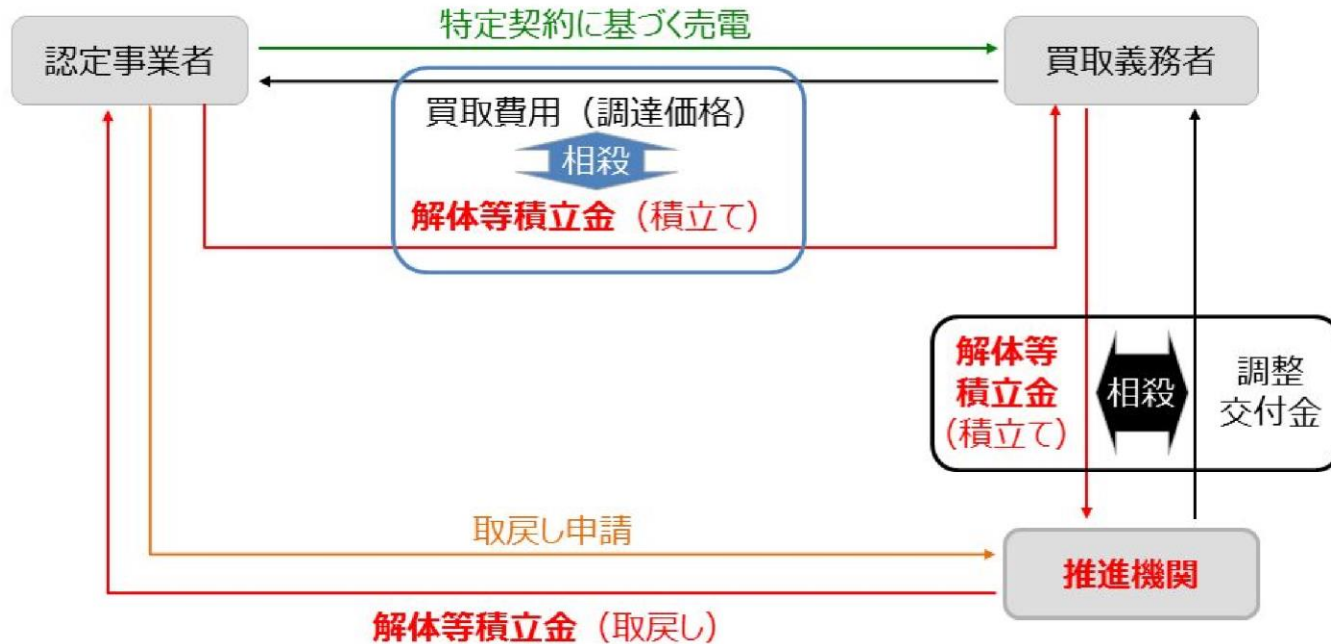 特定契約に基づく売電
認定事業者
買取義務者
買取費用（調達価格）
相殺
解体等積立金（積立て）
解体等
積立金
（積立て）
相殺
調整
交付金
取戻し申請
推進機関
解体等積立金（取戻し）